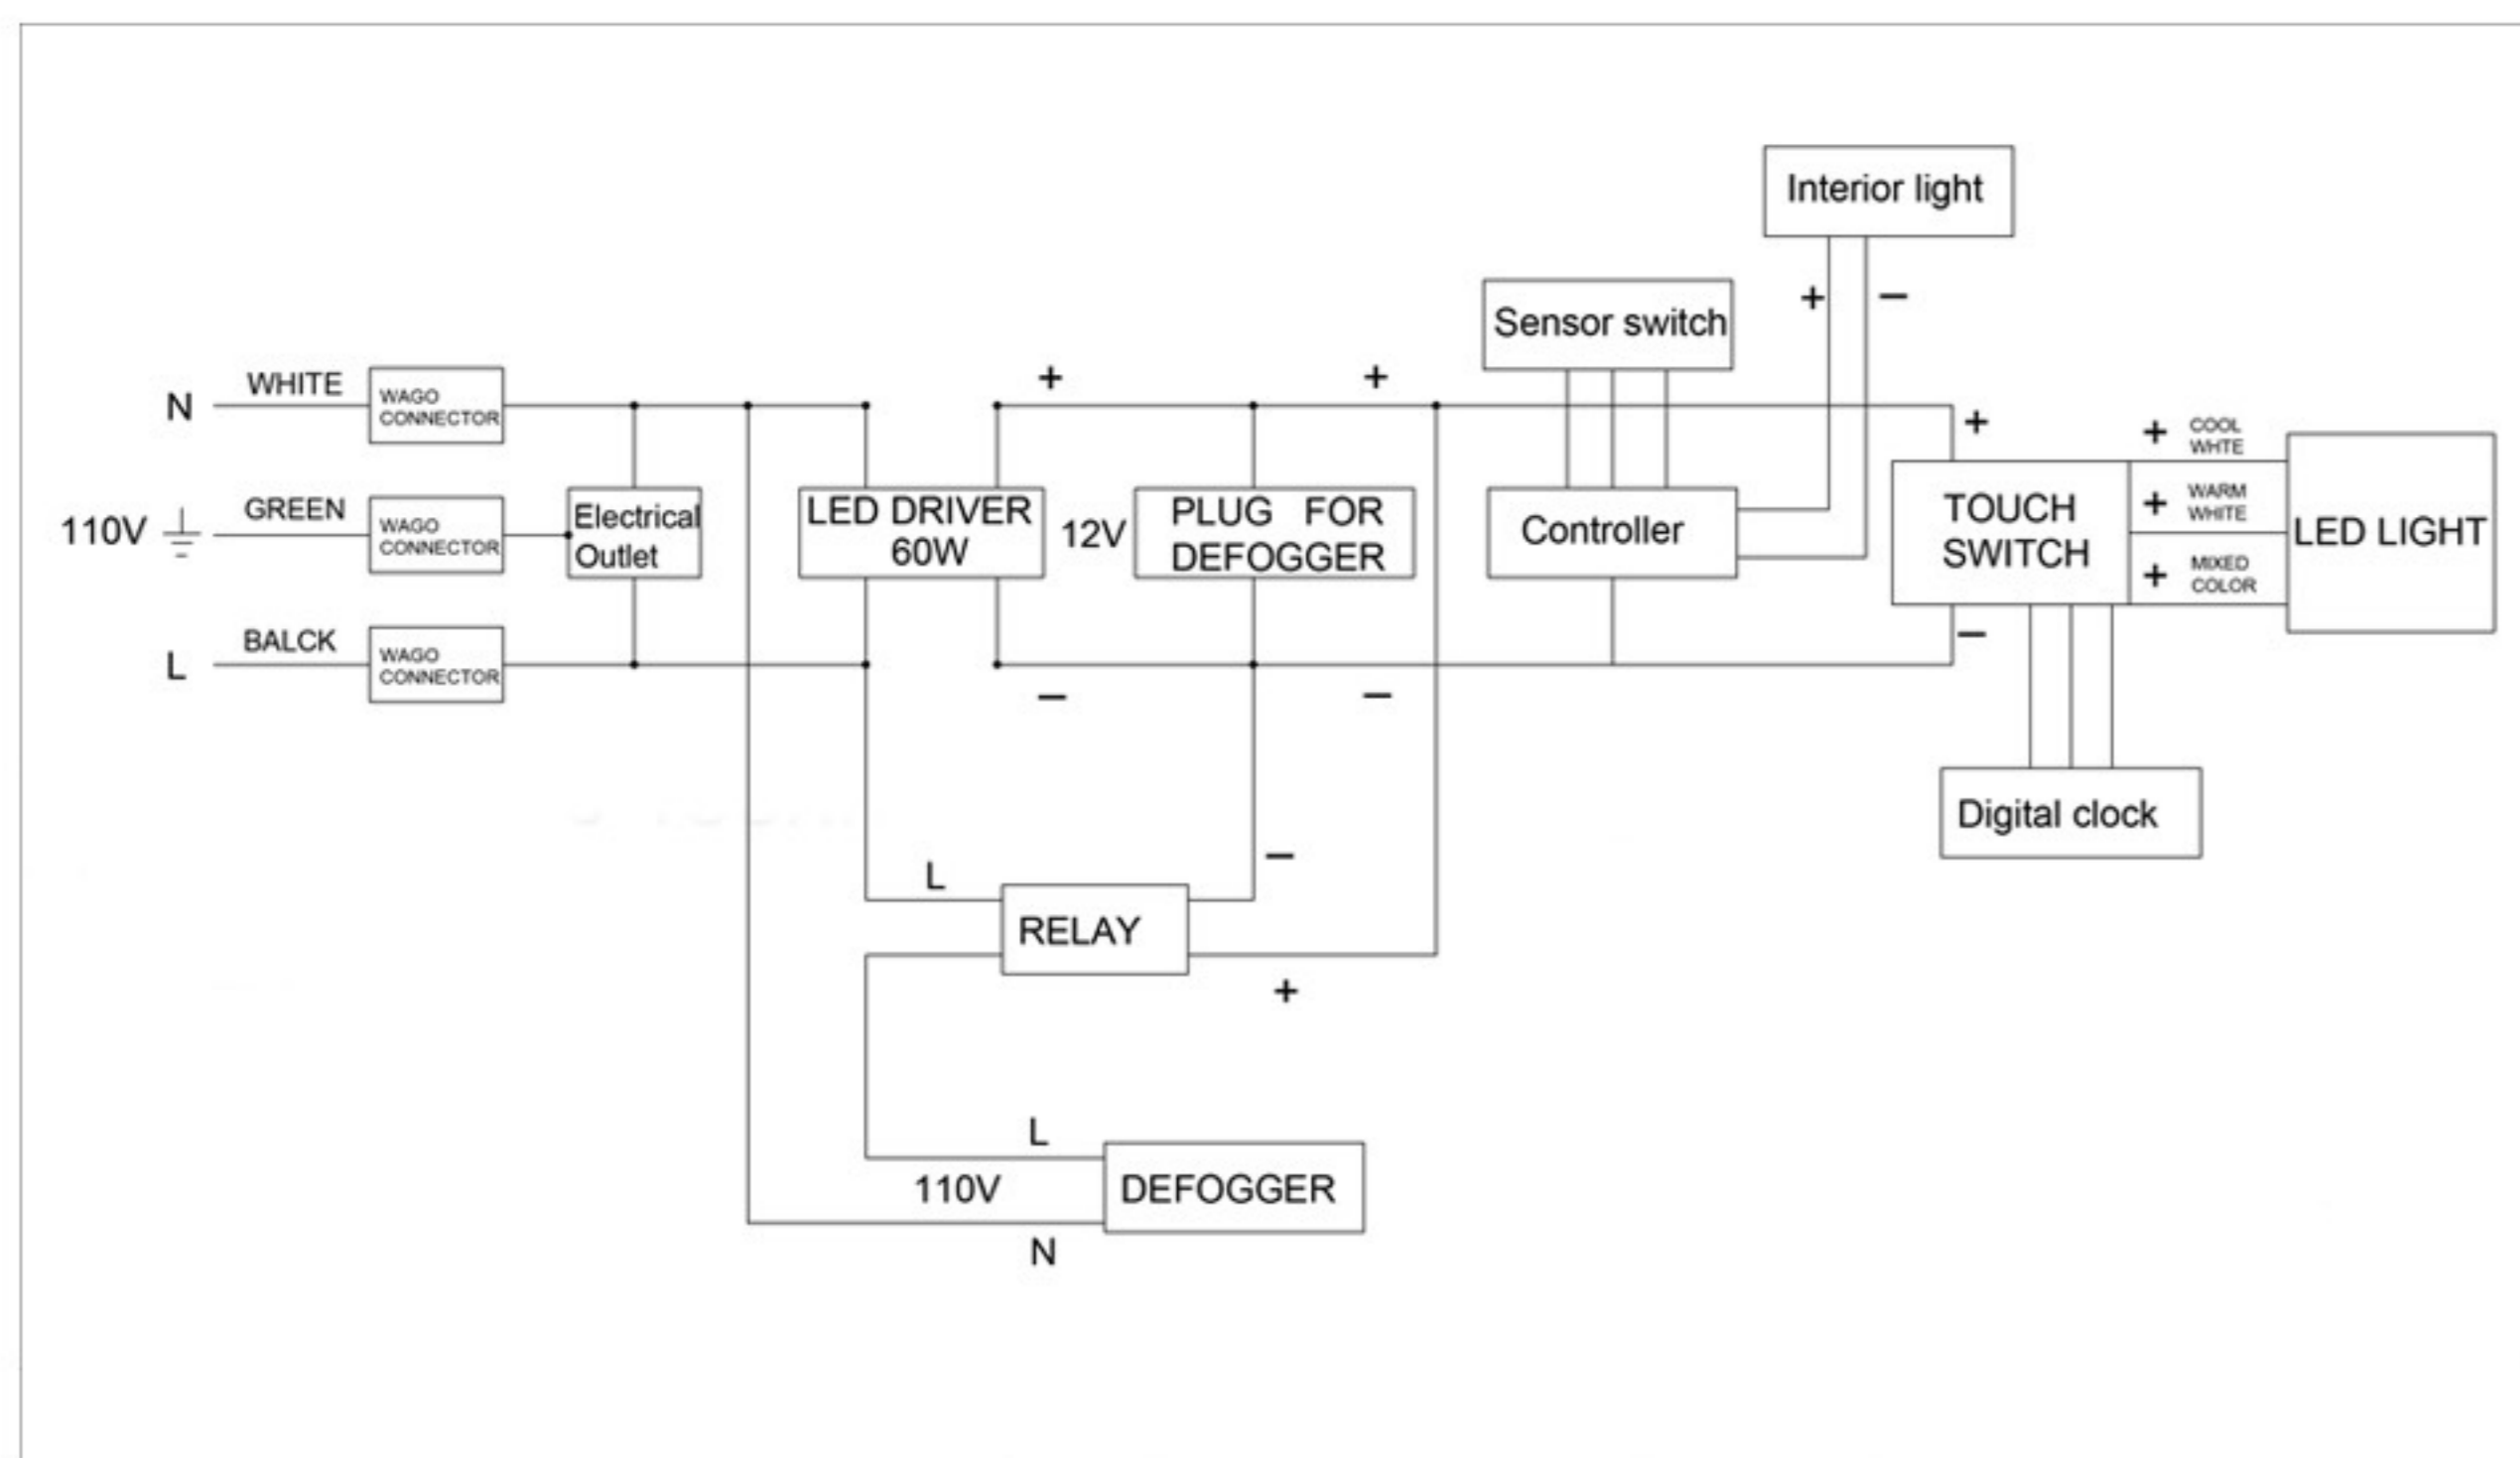 Interior light
+ −
Sensor switch
N WHITE WAGO
CONNECTOR
+ +
+
+ COOL
WHTE
110V GREEN WAGO
CONNECTOR
Electrical
Outlet
LED DRIVER
60W
12V
PLUG FOR
DEFOGGER
Controller
TOUCH
SWITCH
+ WARM
WHITE
LED LIGHT
+ MIXED
COLOR
L BALCK WAGO
CONNECTOR
− −
−
Digital clock
L
−
RELAY
+
L
110V
DEFOGGER
N